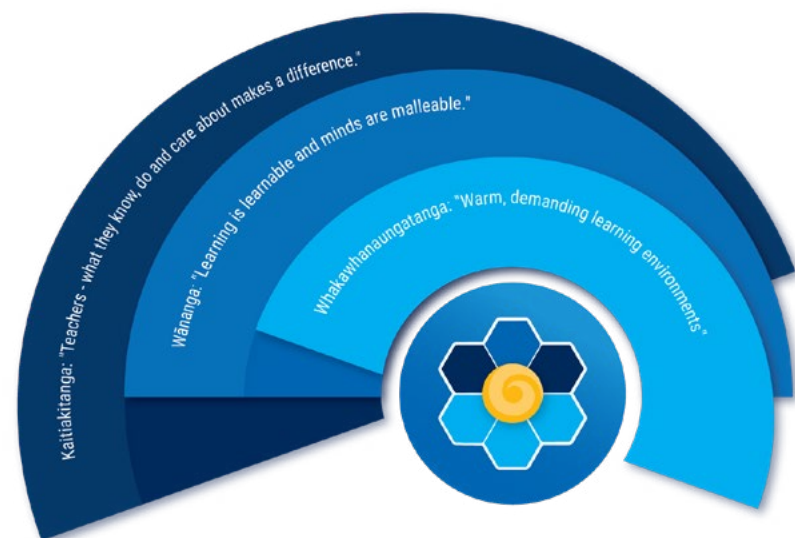 Kaitiakitanga: "Teachers - what they know, do and care about makes a difference."
Wānanga: "Learning is learnable and minds are malleable."
Whakawhanaungatanga: "Warm, demanding learning environments"